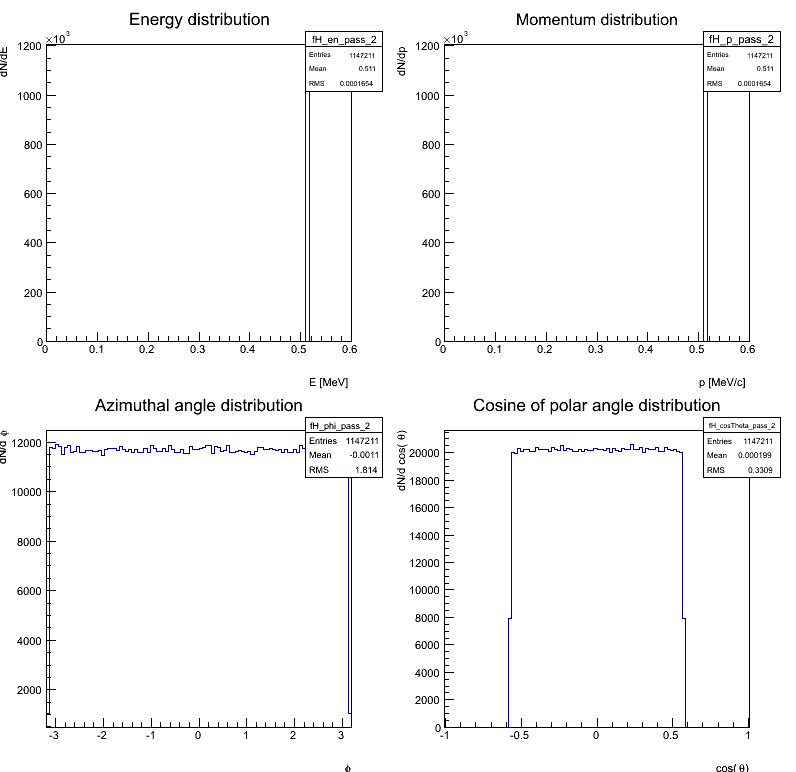 Energy distribution
×10³
dN/dE
fH_en_pass_2
Entries 1147211
Mean 0.511
RMS 0.0001654
1200
1000
800
600
400
200
0
0 0.1 0.2 0.3 0.4 0.5 0.6
E [MeV]
Momentum distribution
×10³
dN/dp
fH_p_pass_2
Entries 1147211
Mean 0.511
RMS 0.0001654
1200
1000
800
600
400
200
0
0 0.1 0.2 0.3 0.4 0.5 0.6
p [MeV/c]
Azimuthal angle distribution
dN/d ϕ
fH_phi_pass_2
Entries 1147211
Mean -0.0011
RMS 1.814
12000
10000
8000
6000
4000
2000
-3 -2 -1 0 1 2 3
ϕ
Cosine of polar angle distribution
dN/d cos( θ)
fH_cosTheta_pass_2
Entries 1147211
Mean 0.000199
RMS 0.3309
20000
18000
16000
14000
12000
10000
8000
6000
4000
2000
0
-1 -0.5 0 0.5 1
cos( θ)